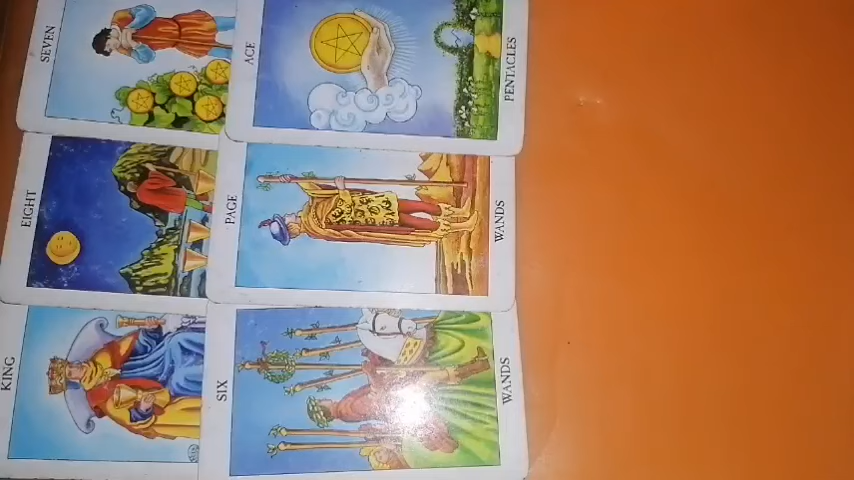 SEVEN
ACE
PENTACLES
EIGHT
PAGE
WANDS
KING
SIX
WANDS